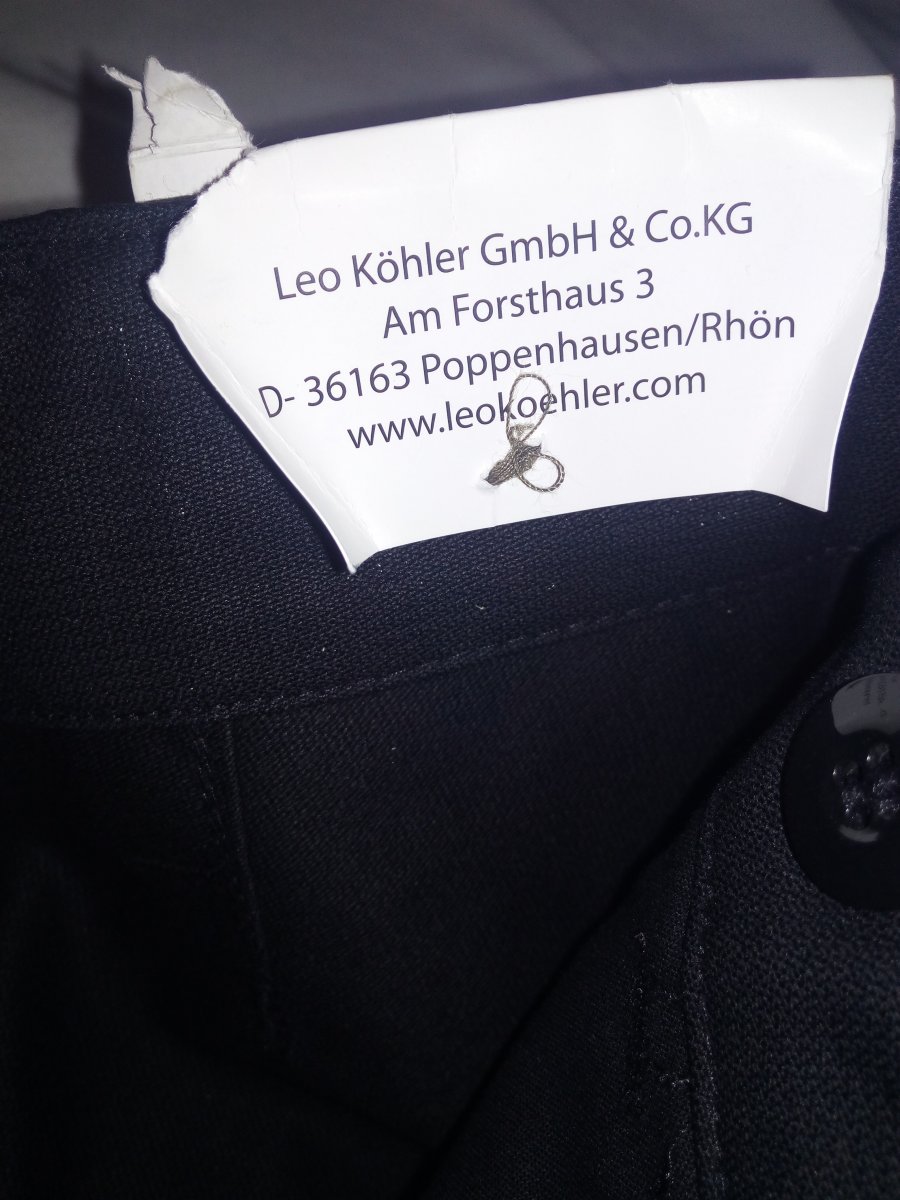 Leo Köhler GmbH & Co.KG
Am Forsthaus 3
D- 36163 Poppenhausen/Rhön
www.leokoehler.com